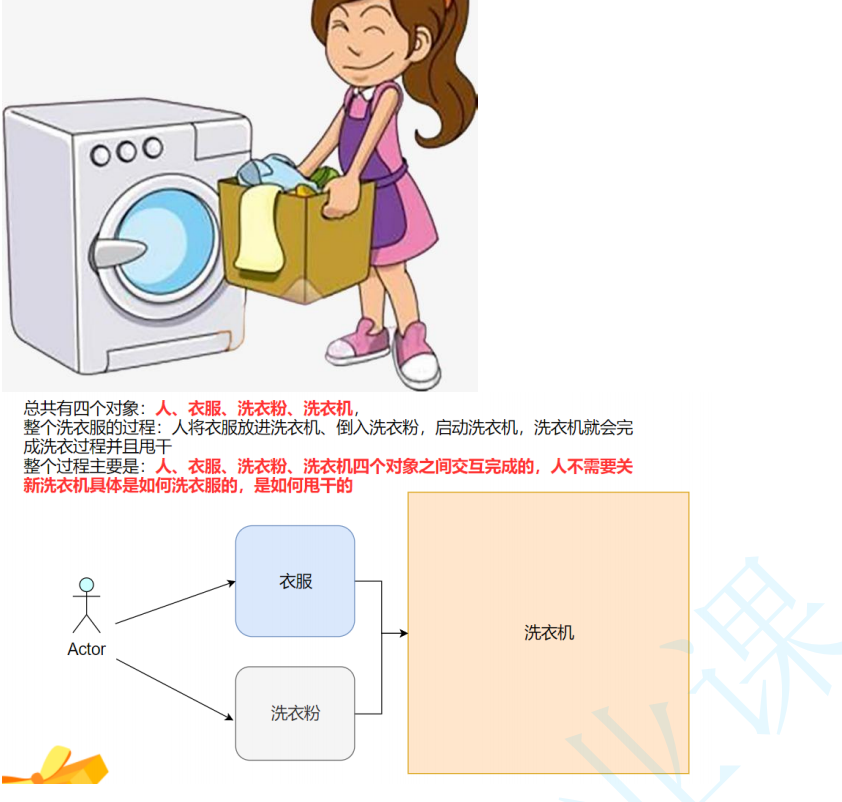 总共有四个对象：人、衣服、洗衣粉、洗衣机，
整个洗衣服的过程：人将衣服放进洗衣机、倒入洗衣粉，启动洗衣机，洗衣机就会完
成洗衣过程并且甩干
整个过程主要是：人、衣服、洗衣粉、洗衣机四个对象之间交互完成的，人不需要关
新洗衣机具体是如何洗衣服的，是如何甩干的
衣服
洗衣机
Actor
洗衣粉
业课